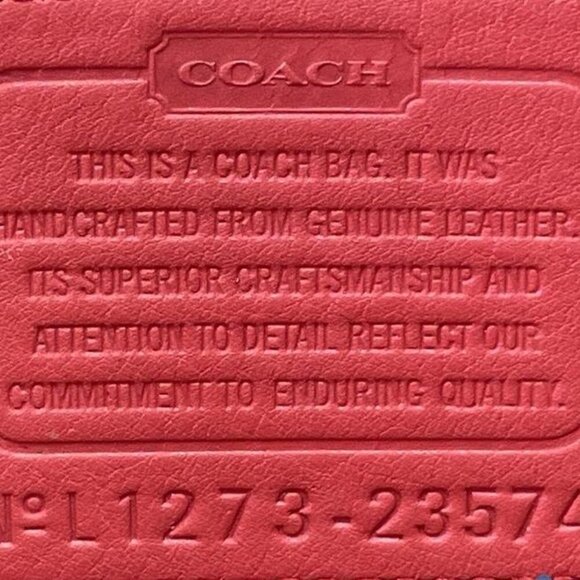 COACH
THIS IS A COACH BAG. IT WAS
HANDCRAFTED FROM GENUINE LEATHER.
ITS SUPERIOR CRAFTSMANSHIP AND
ATTENTION TO DETAIL REFLECT OUR
COMMITMENT TO ENDURING QUALITY.
Nº L1273-23574